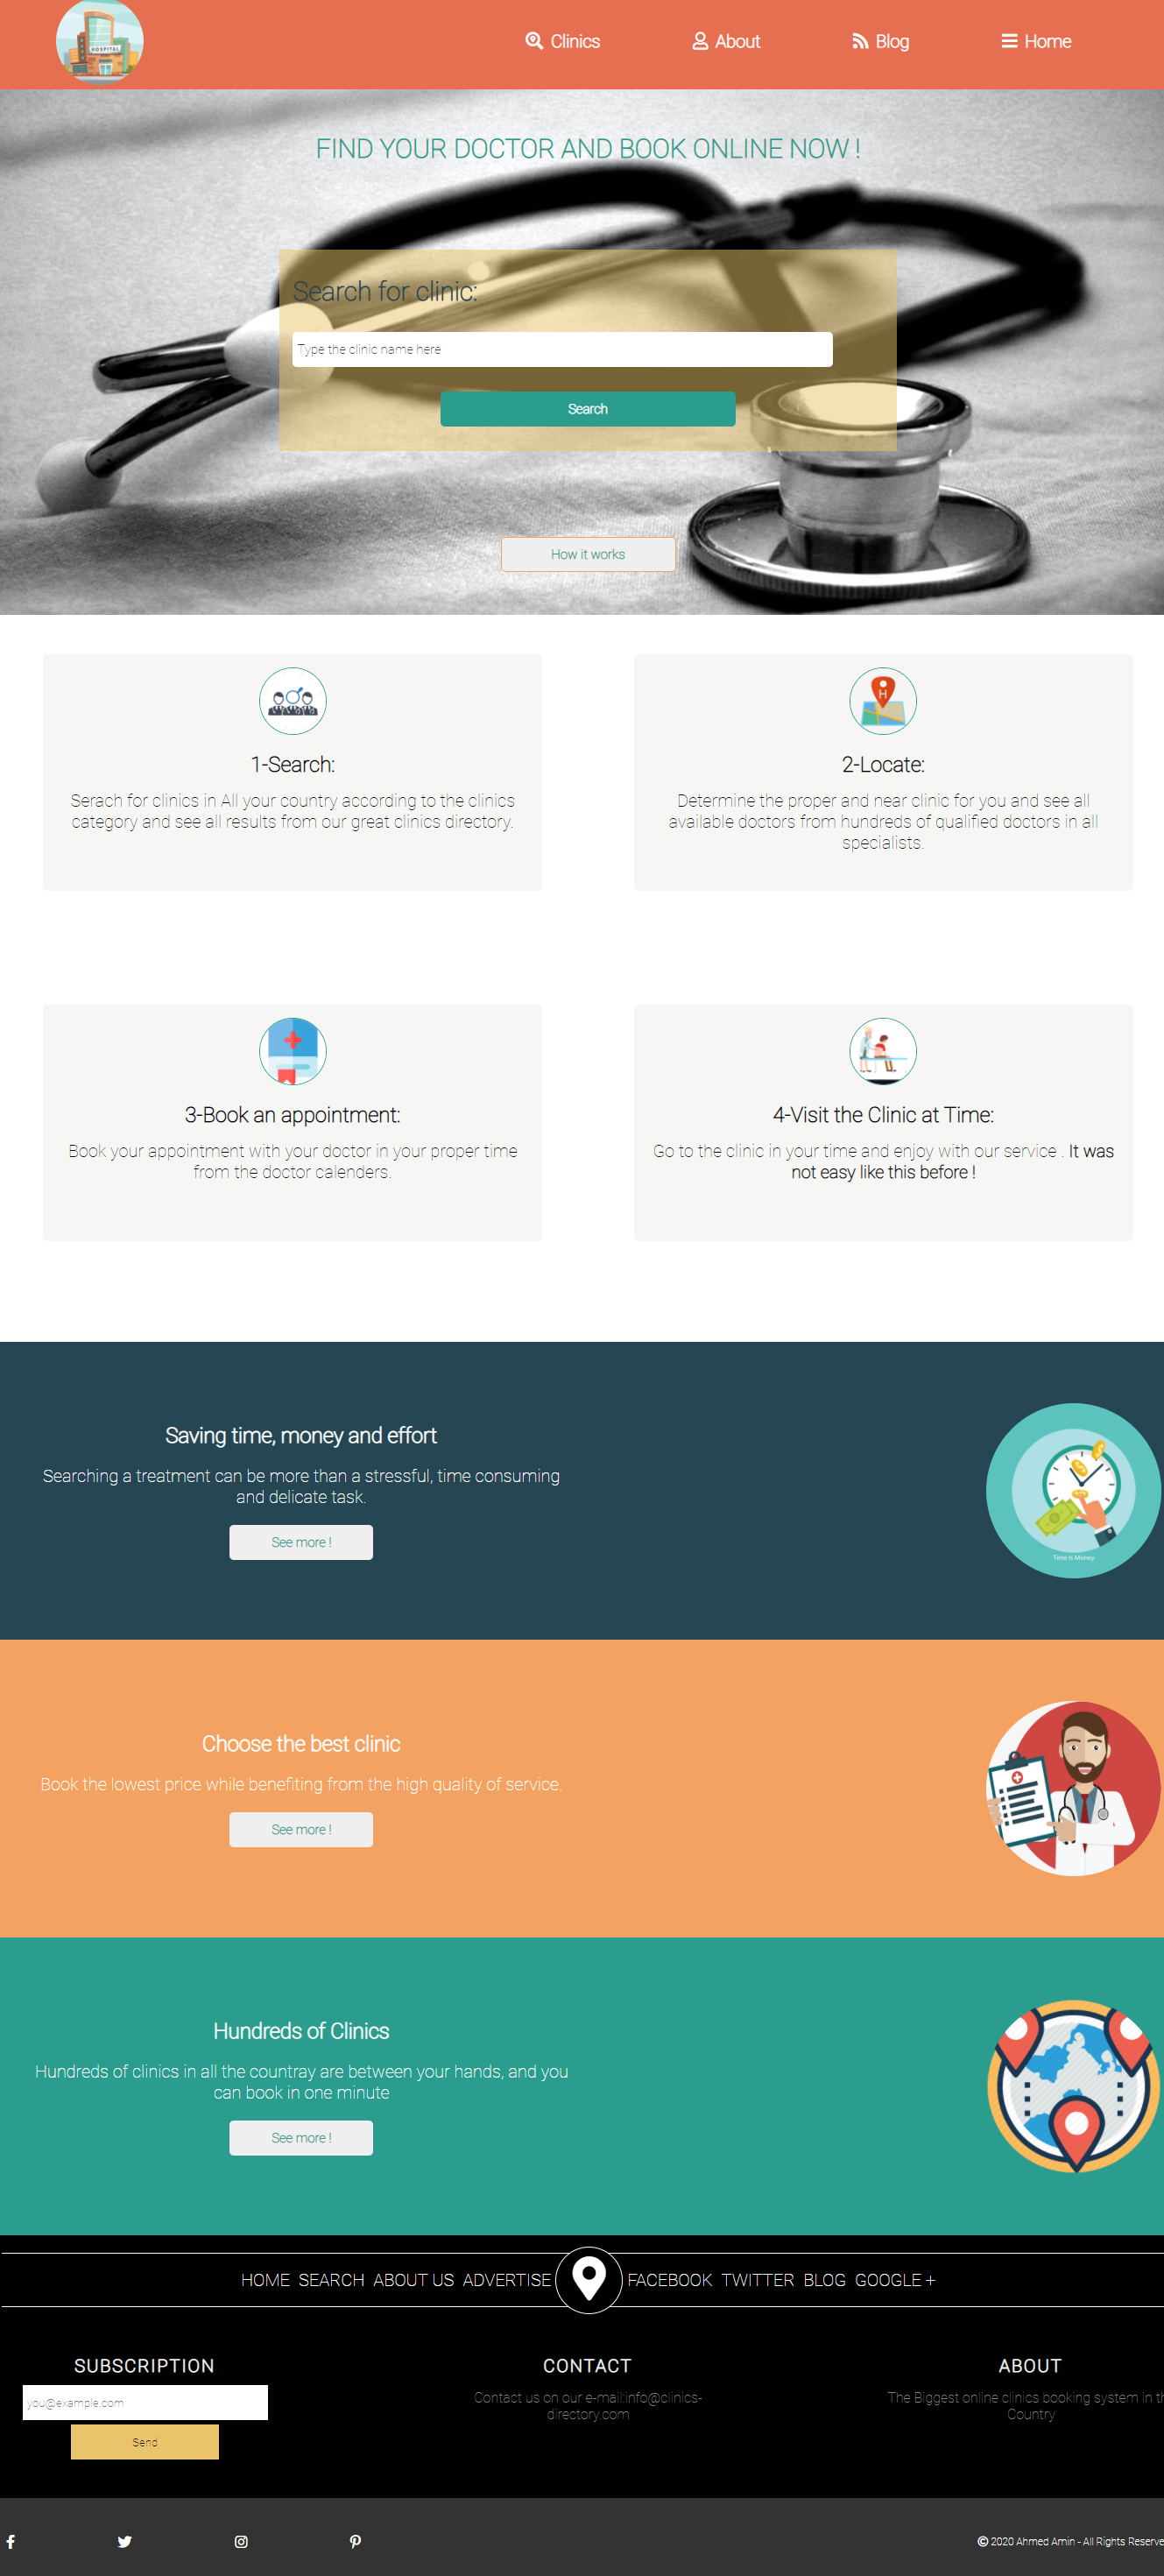 HOSPITAL
Clinics
About
Blog
Home
FIND YOUR DOCTOR AND BOOK ONLINE NOW !
Search for clinic:
Type the clinic name here
Search
How it works
H
1-Search:
Serach for clinics in All your country according to the clinics
category and see all results from our great clinics directory.
2-Locate:
Determine the proper and near clinic for you and see all
available doctors from hundreds of qualified doctors in all
specialists.
3-Book an appointment:
Book your appointment with your doctor in your proper time
from the doctor calenders.
4-Visit the Clinic at Time:
Go to the clinic in your time and enjoy with our service . It was
not easy like this before !
Saving time, money and effort
Searching a treatment can be more than a stressful, time consuming
and delicate task.
See more !
Time Is Money
Choose the best clinic
Book the lowest price while benefiting from the high quality of service.
See more !
Hundreds of Clinics
Hundreds of clinics in all the countray are between your hands, and you
can book in one minute
See more !
HOME SEARCH ABOUT US ADVERTISE FACEBOOK TWITTER BLOG GOOGLE +
SUBSCRIPTION
you@example.com
Send
CONTACT
Contact us on our e-mail:info@clinics-
directory.com
ABOUT
The Biggest online clinics booking system in th
Country
© 2020 Ahmed Amin - All Rights Reserve